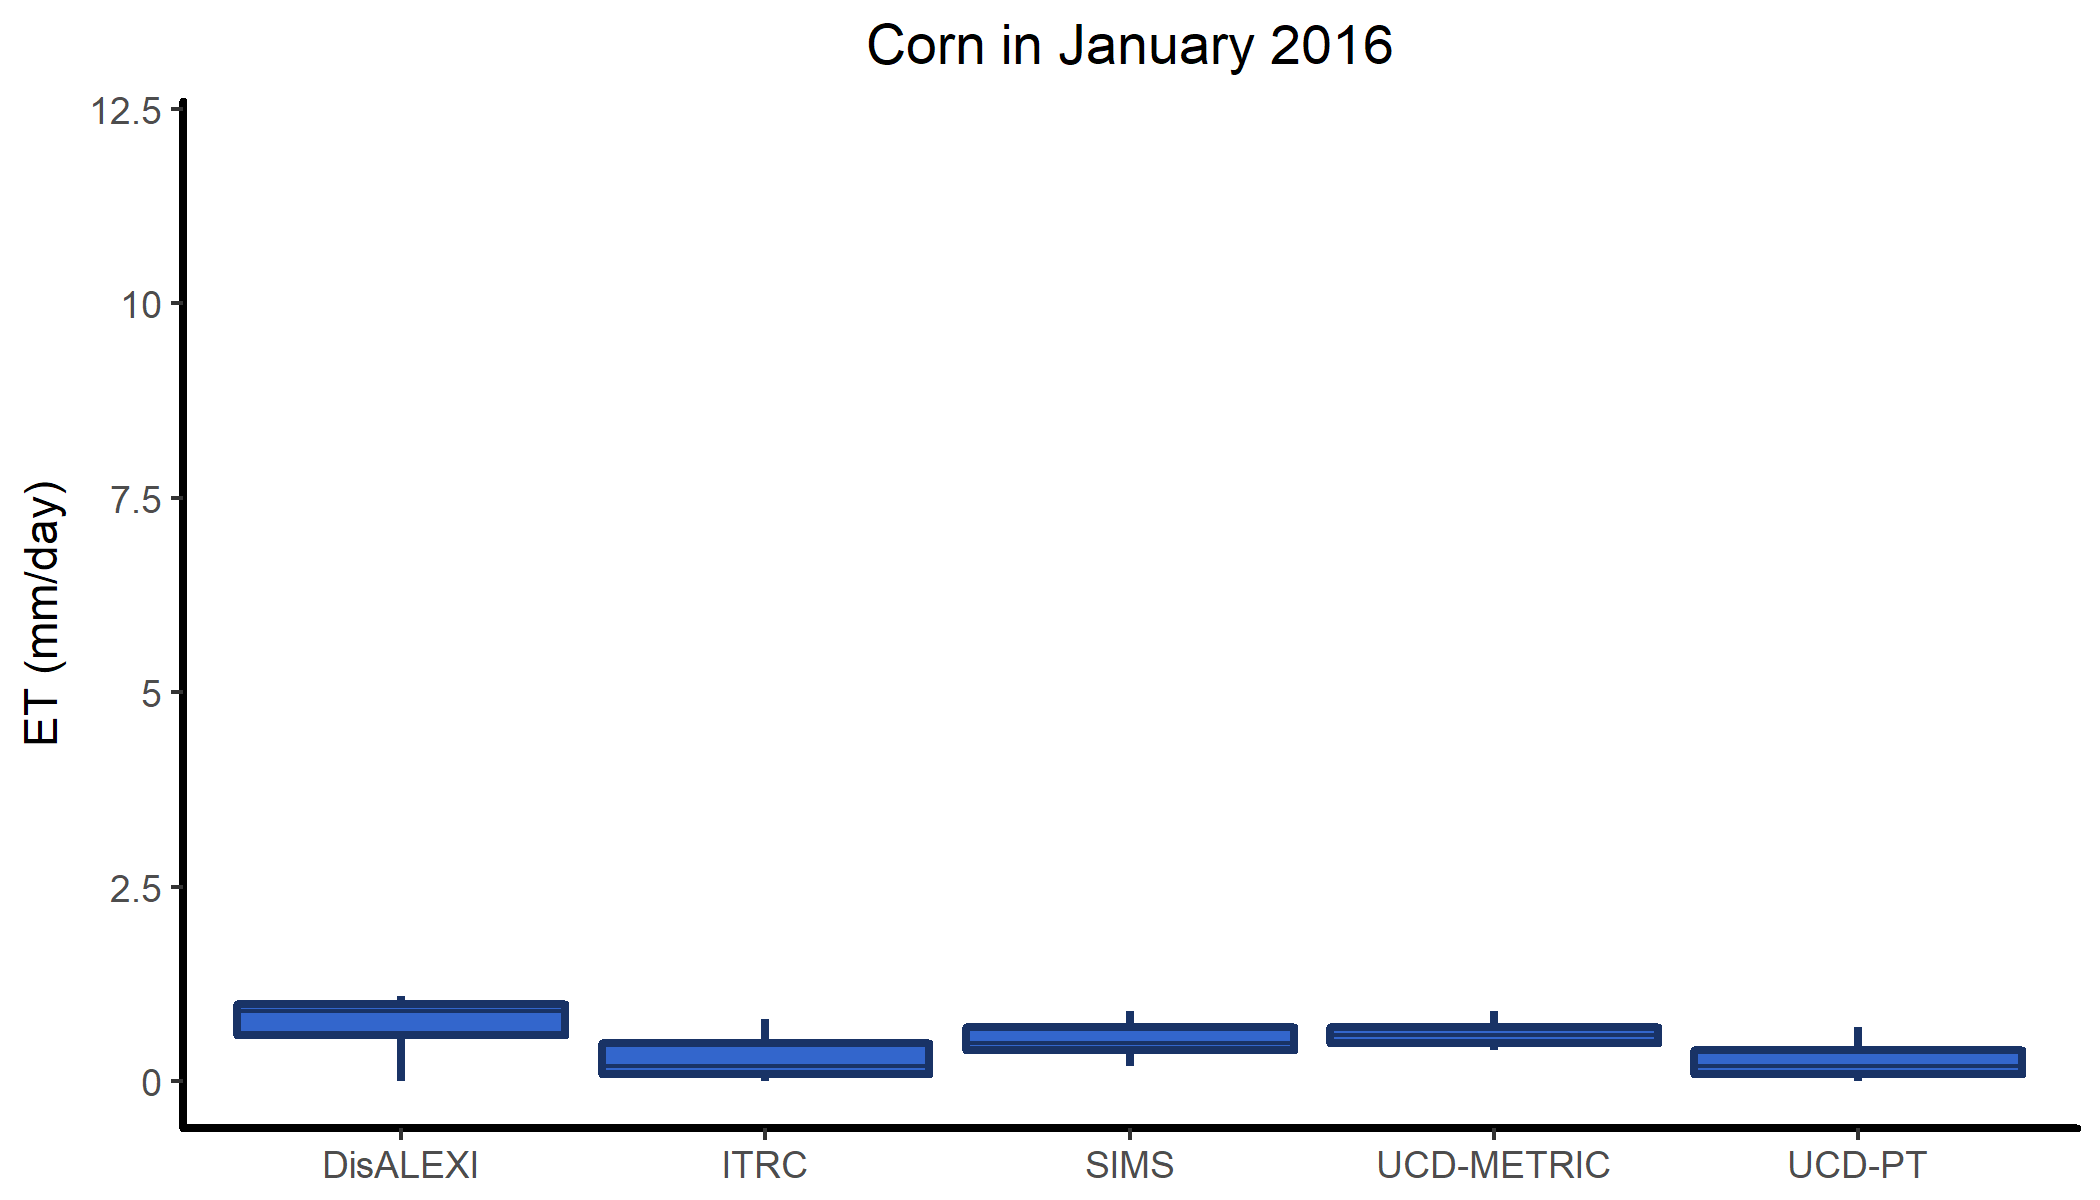 Corn in January 2016
12.5
10
7.5
5
2.5
0
ET (mm/day)
DisALEXI ITRC SIMS UCD-METRIC UCD-PT